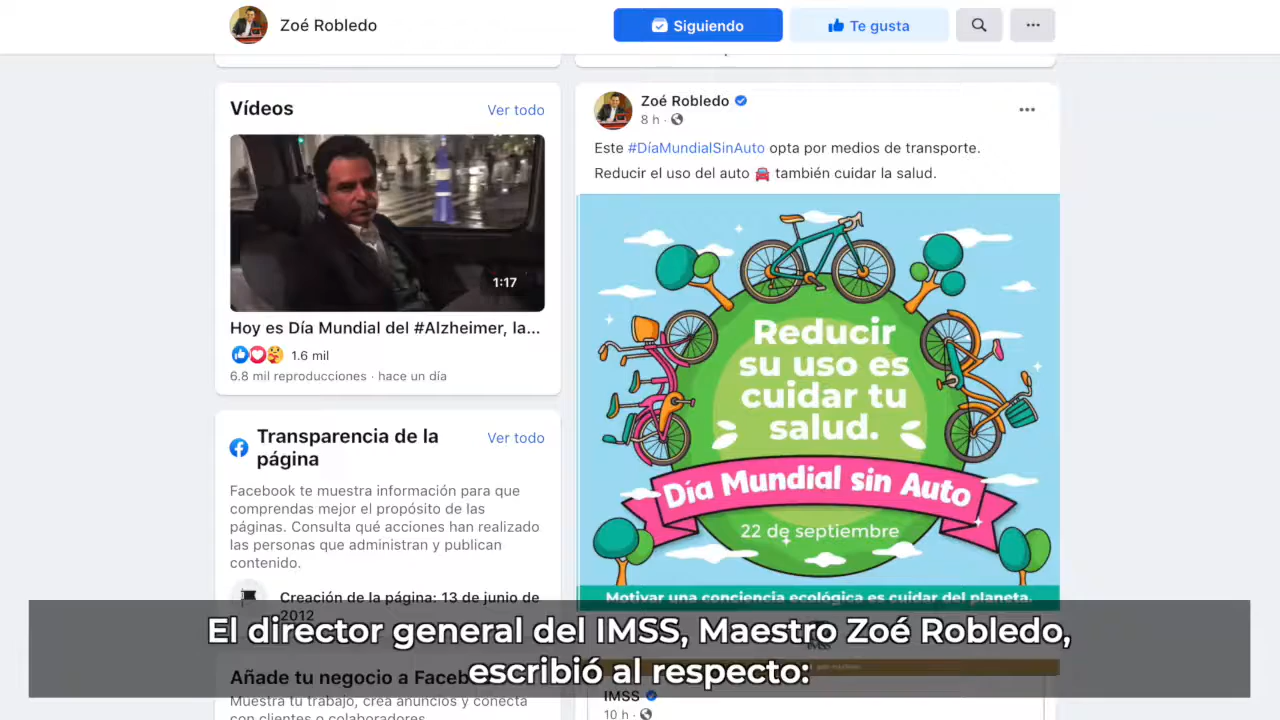 Zoé Robledo
Siguiendo
Te gusta
Vídeos
Ver todo
1:17
Hoy es Día Mundial del #Alzheimer, la...
1.6 mil
6.8 mil reproducciones · hace un día
Transparencia de la
página
Ver todo
Facebook te muestra información para que
comprendas mejor el propósito de las
páginas. Consulta qué acciones han realizado
las personas que administran y publican
contenido.
Creación de la página: 13 de junio de
2012
Añade tu negocio a Faceb
Muestra tu trabajo, crea anuncios y conecta
con clientes o colaboradores.
Zoé Robledo
8 h ·
Este #DíaMundialSinAuto opta por medios de transporte.
Reducir el uso del auto 🚘 también cuidar la salud.
Reducir
su uso es
cuidar tu
salud.
Día Mundial sin Auto
22 de septiembre
Motivar una conciencia ecológica es cuidar del planeta.
IMSS
10 h ·
El director general del IMSS, Maestro Zoé Robledo,
escribió al respecto: